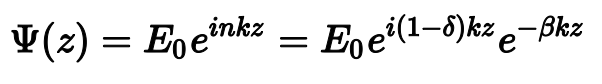 Ψ(z) = E₀e^{inkz} = E₀e^{i(1−δ)kz}e^{−βkz}